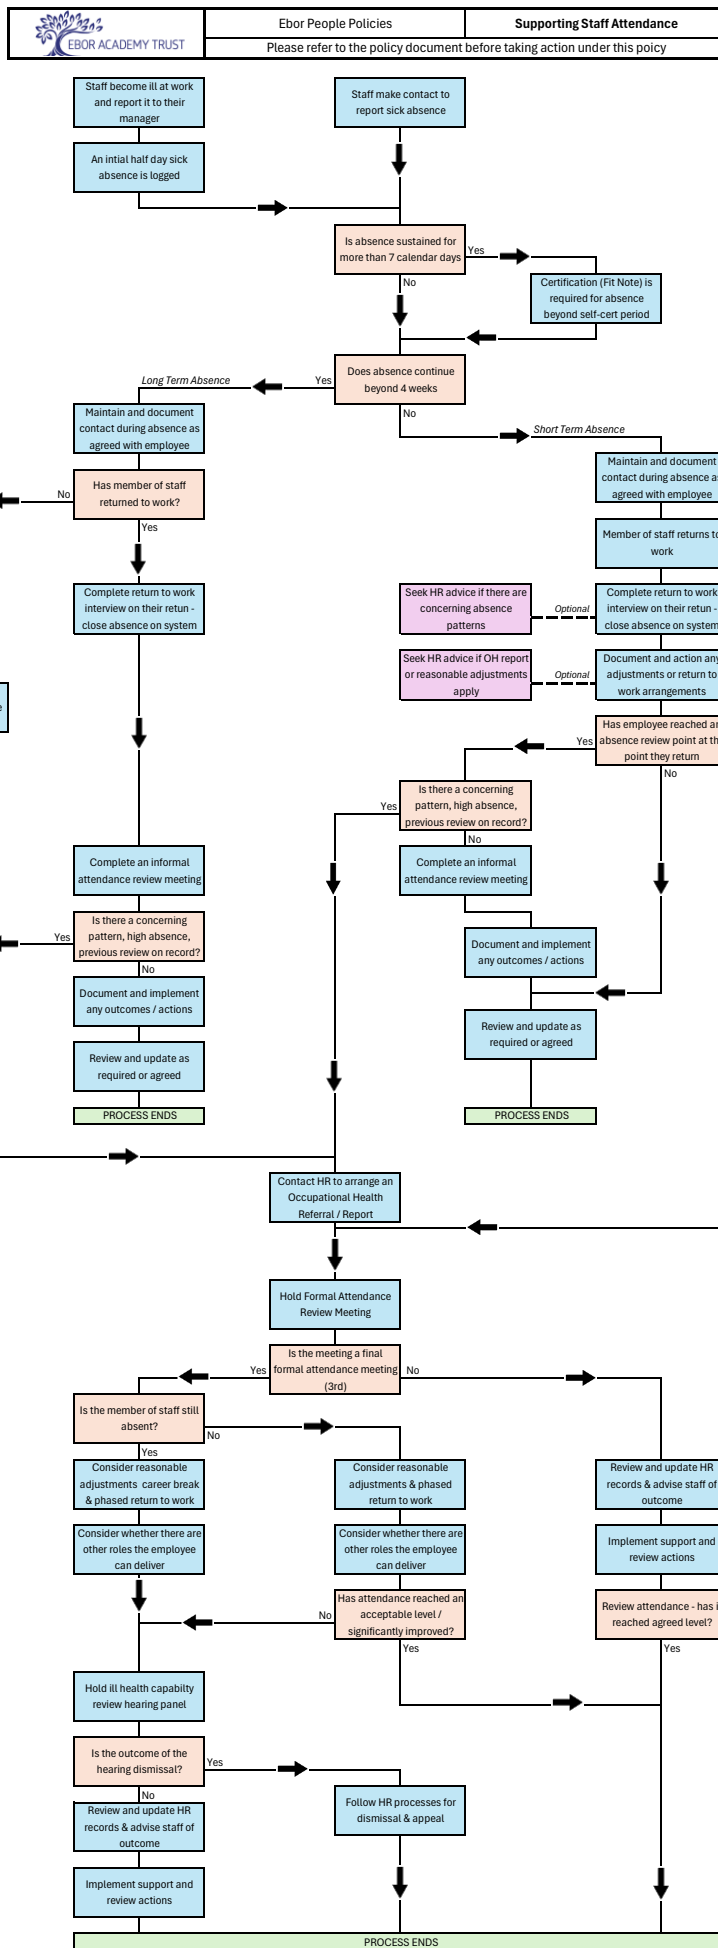 EBOR ACADEMY TRUST
Ebor People Policies
Supporting Staff Attendance
Please refer to the policy document before taking action under this poicy
Staff become ill at work
and report it to their
manager
Staff make contact to
report sick absence
An intial half day sick
absence is logged
Is absence sustained for
more than 7 calendar days
Yes
No
Certification (Fit Note) is
required for absence
beyond self-cert period
Does absence continue
beyond 4 weeks
Yes
Long Term Absence
No
Short Term Absence
Maintain and document
contact during absence as
agreed with employee
Has member of staff
returned to work?
No
Yes
Maintain and document
contact during absence as
agreed with employee
Member of staff returns to
work
Complete return to work
interview on their retun -
close absence on system
Seek HR advice if there are
concerning absence
patterns
Optional
Complete return to work
interview on their retun -
close absence on system
Seek HR advice if OH report
or reasonable adjustments
apply
Optional
Document and action any
adjustments or return to
work arrangements
e
Has employee reached an
absence review point at the
point they return
Yes
No
Is there a concerning
pattern, high absence,
previous review on record?
Yes
No
Complete an informal
attendance review meeting
Complete an informal
attendance review meeting
Is there a concerning
pattern, high absence,
previous review on record?
Yes
No
Document and implement
any outcomes / actions
Document and implement
any outcomes / actions
Review and update as
required or agreed
Review and update as
required or agreed
PROCESS ENDS
PROCESS ENDS
Contact HR to arrange an
Occupational Health
Referral / Report
Hold Formal Attendance
Review Meeting
Is the meeting a final
formal attendance meeting
(3rd)
Yes
No
Is the member of staff still
absent?
No
Yes
Consider reasonable
adjustments career break
& phased return to work
Consider reasonable
adjustments & phased
return to work
Review and update HR
records & advise staff of
outcome
Consider whether there are
other roles the employee
can deliver
Consider whether there are
other roles the employee
can deliver
Implement support and
review actions
Has attendance reached an
acceptable level /
significantly improved?
No
Yes
Review attendance - has i
reached agreed level?
Yes
Hold ill health capabilty
review hearing panel
Is the outcome of the
hearing dismissal?
Yes
No
Follow HR processes for
dismissal & appeal
Review and update HR
records & advise staff of
outcome
Implement support and
review actions
PROCESS ENDS